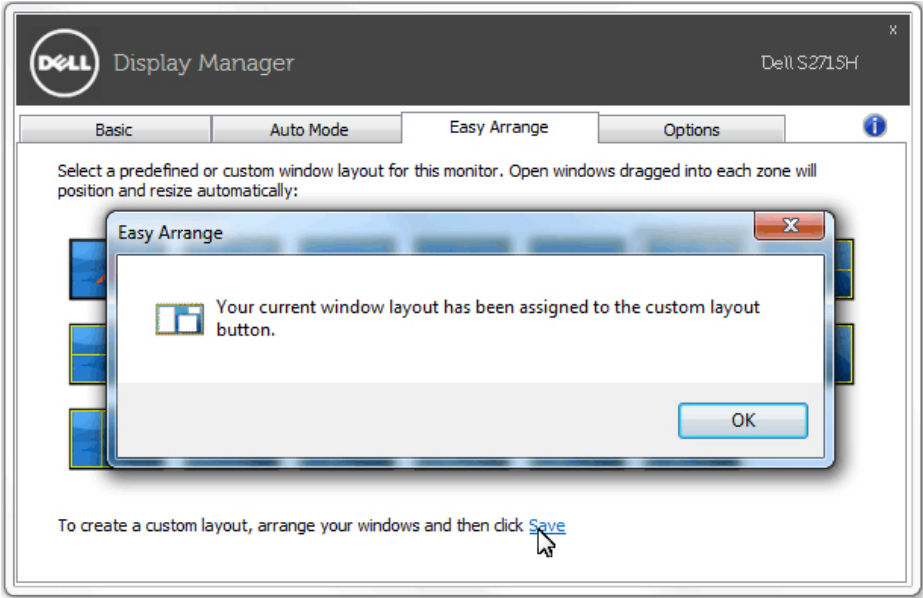 x
DELL
Display Manager
Dell S2715H
Basic
Auto Mode
Easy Arrange
Options
i
Select a predefined or custom window layout for this monitor. Open windows dragged into each zone will
position and resize automatically:
Easy Arrange
x
Your current window layout has been assigned to the custom layout
button.
OK
To create a custom layout, arrange your windows and then click Save